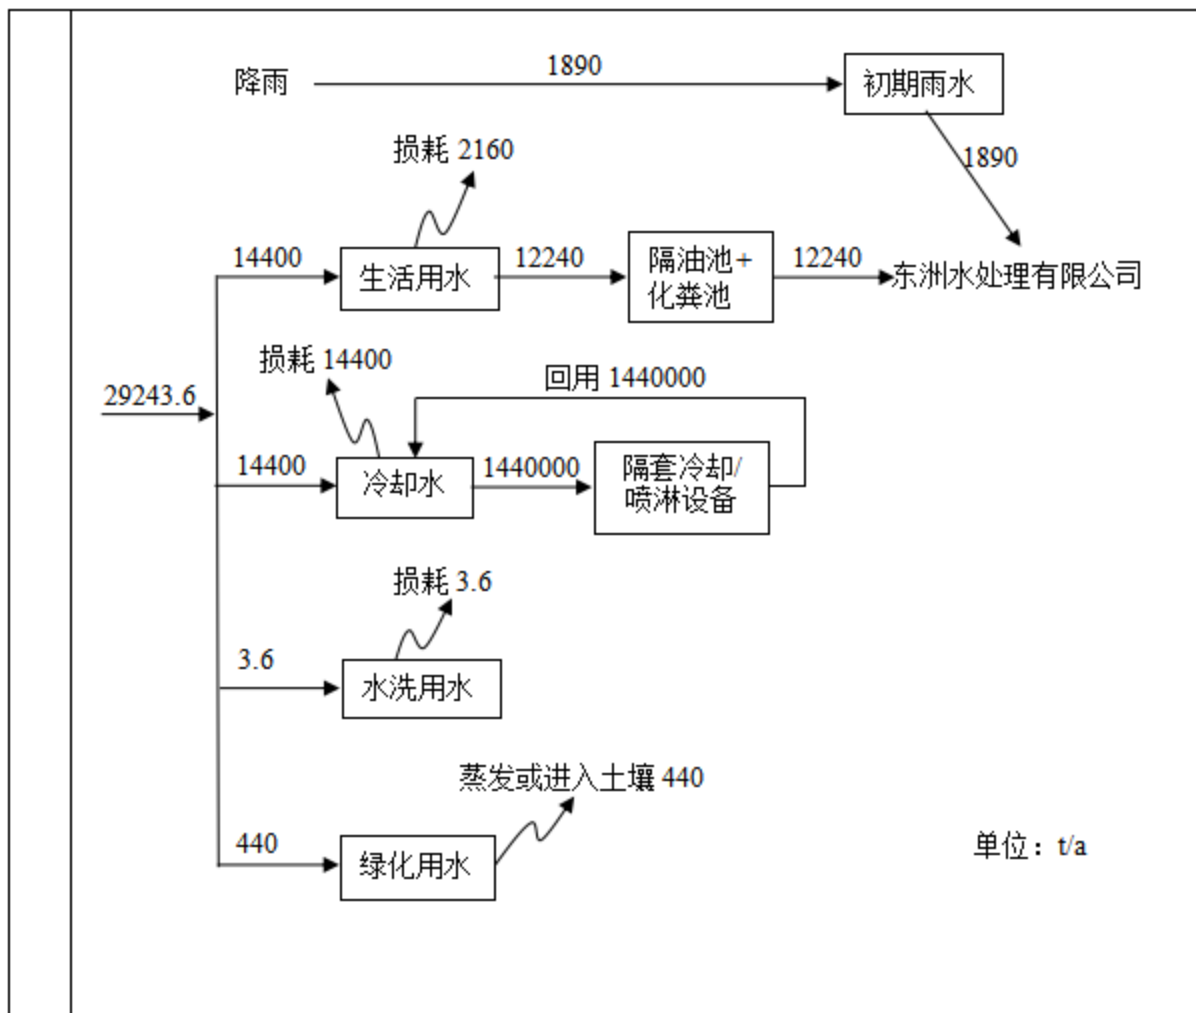 降雨
1890
初期雨水
1890
损耗 2160
14400
生活用水
12240
隔油池+
化粪池
12240
东洲水处理有限公司
29243.6
损耗 14400
回用 1440000
14400
冷却水
1440000
隔套冷却/
喷淋设备
损耗 3.6
3.6
水洗用水
蒸发或进入土壤 440
440
绿化用水
单位：t/a